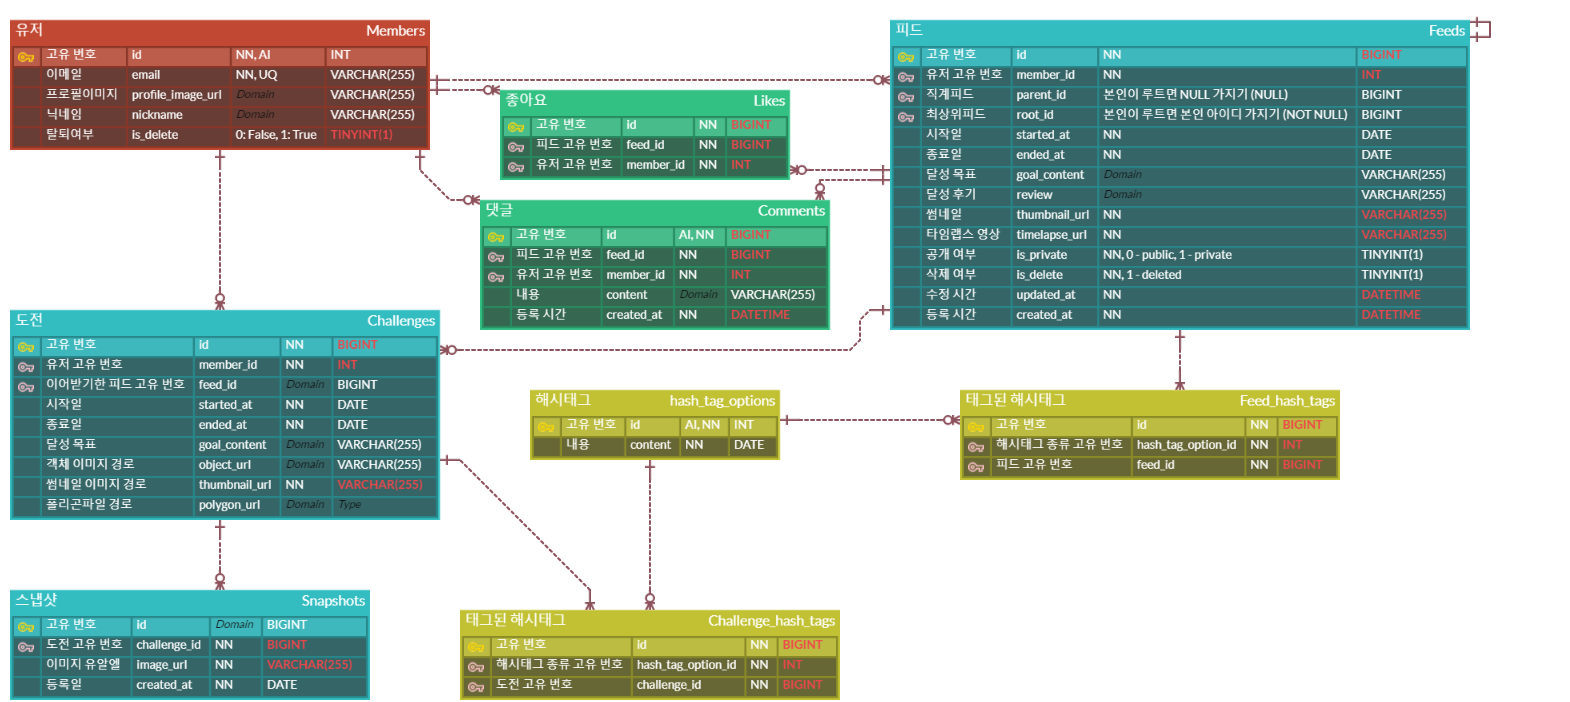 유저 Members
고유 번호 id NN, AI INT
이메일 email NN, UQ VARCHAR(255)
프로필이미지 profile_image_url Domain VARCHAR(255)
닉네임 nickname Domain VARCHAR(255)
탈퇴여부 is_delete 0: False, 1: True TINYINT(1)
좋아요 Likes
고유 번호 id NN BIGINT
피드 고유 번호 feed_id NN BIGINT
유저 고유 번호 member_id NN INT
댓글 Comments
고유 번호 id AI, NN BIGINT
피드 고유 번호 feed_id NN BIGINT
유저 고유 번호 member_id NN INT
내용 content Domain VARCHAR(255)
등록 시간 created_at NN DATETIME
피드 Feeds
고유 번호 id NN BIGINT
유저 고유 번호 member_id NN INT
직계피드 parent_id 본인이 루트면 NULL 가지기 (NULL) BIGINT
최상위피드 root_id 본인이 루트면 본인 아이디 가지기 (NOT NULL) BIGINT
시작일 started_at NN DATE
종료일 ended_at NN DATE
달성 목표 goal_content Domain VARCHAR(255)
달성 후기 review Domain VARCHAR(255)
썸네일 thumbnail_url NN VARCHAR(255)
타임랩스 영상 timelapse_url NN VARCHAR(255)
공개 여부 is_private NN, 0 - public, 1 - private TINYINT(1)
삭제 여부 is_delete NN, 1 - deleted TINYINT(1)
수정 시간 updated_at NN DATETIME
등록 시간 created_at NN DATETIME
도전 Challenges
고유 번호 id NN BIGINT
유저 고유 번호 member_id NN INT
이어받기한 피드 고유 번호 feed_id Domain BIGINT
시작일 started_at NN DATE
종료일 ended_at NN DATE
달성 목표 goal_content Domain VARCHAR(255)
객체 이미지 경로 object_url Domain VARCHAR(255)
썸네일 이미지 경로 thumbnail_url NN VARCHAR(255)
폴리곤파일 경로 polygon_url Domain Type
해시태그 hash_tag_options
고유 번호 id AI, NN INT
내용 content NN DATE
태그된 해시태그 Feed_hash_tags
고유 번호 id NN BIGINT
해시태그 종류 고유 번호 hash_tag_option_id NN INT
피드 고유 번호 feed_id NN BIGINT
스냅샷 Snapshots
고유 번호 id Domain BIGINT
도전 고유 번호 challenge_id NN BIGINT
이미지 유알엘 image_url NN VARCHAR(255)
등록일 created_at NN DATE
태그된 해시태그 Challenge_hash_tags
고유 번호 id NN BIGINT
해시태그 종류 고유 번호 hash_tag_option_id NN INT
도전 고유 번호 challenge_id NN BIGINT